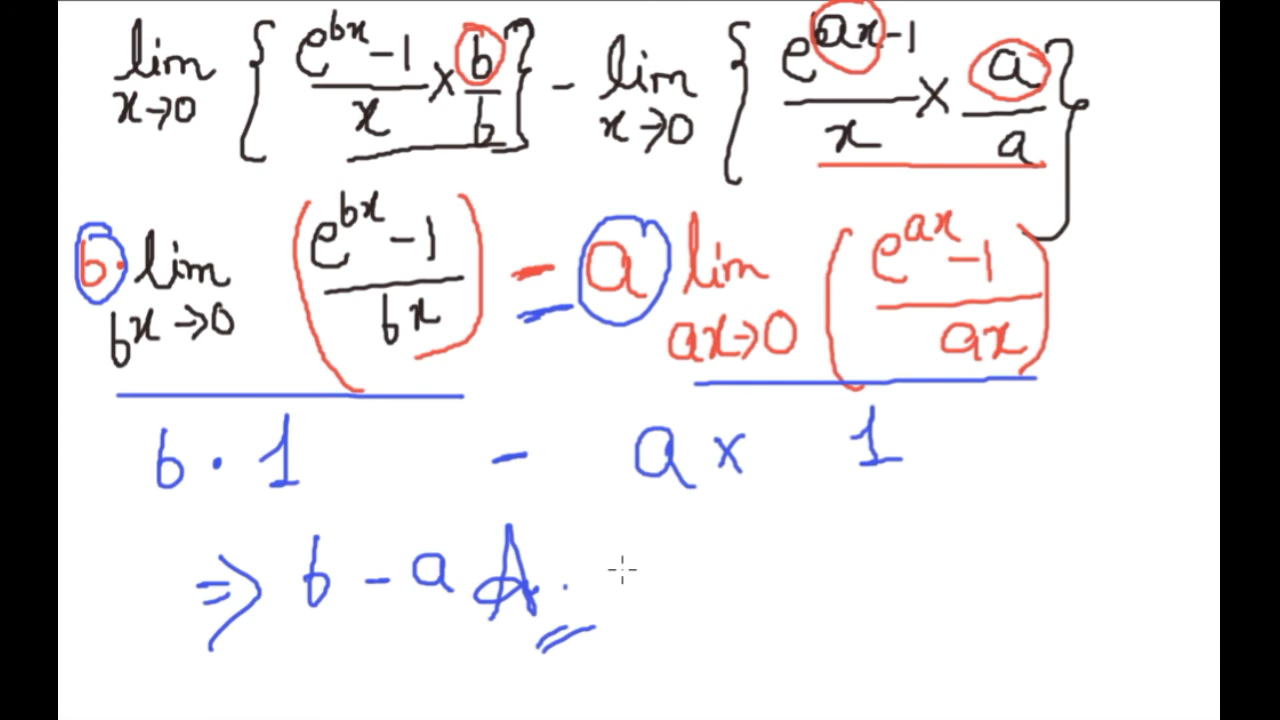 lim x→0 { (e^{bx} - 1)/x × b/b } - lim x→0 { (e^{ax} - 1)/x × a/a }
b· lim bx→0 ( (e^{bx} - 1)/bx ) = a lim ax→0 ( (e^{ax} - 1)/ax )
b · 1 - a × 1
⇒ b - a A.